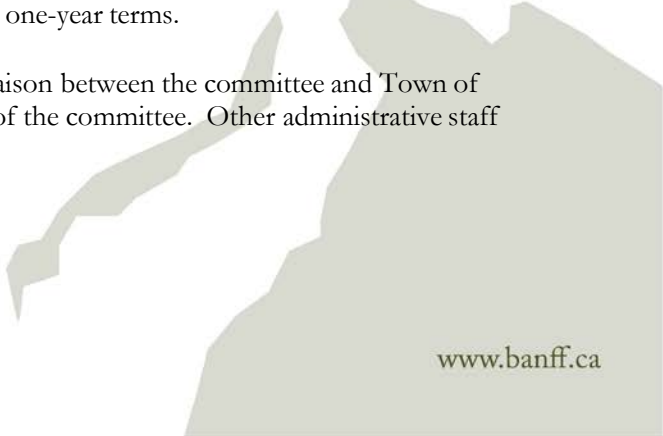 one-year terms.
aison between the committee and Town of
of the committee.  Other administrative staff
www.banff.ca